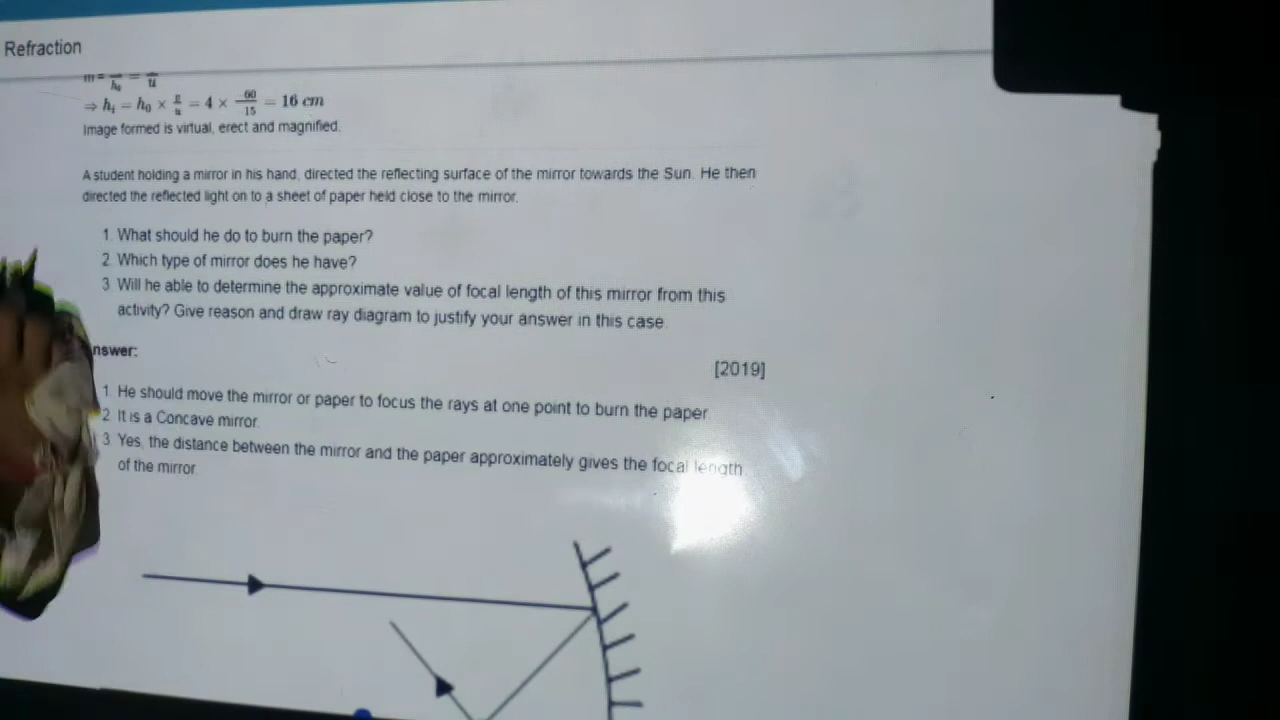 Refraction
m = — = —
h₀ u
⇒ hᵢ = h₀ × v/u = 4 × 60/15 = 16 cm
Image formed is virtual, erect and magnified.
A student holding a mirror in his hand, directed the reflecting surface of the mirror towards the Sun. He then
directed the reflected light on to a sheet of paper held close to the mirror.
1 What should he do to burn the paper?
2 Which type of mirror does he have?
3 Will he able to determine the approximate value of focal length of this mirror from this
activity? Give reason and draw ray diagram to justify your answer in this case.
nswer:
[2019]
1 He should move the mirror or paper to focus the rays at one point to burn the paper
2 It is a Concave mirror.
3 Yes, the distance between the mirror and the paper approximately gives the focal length
of the mirror.